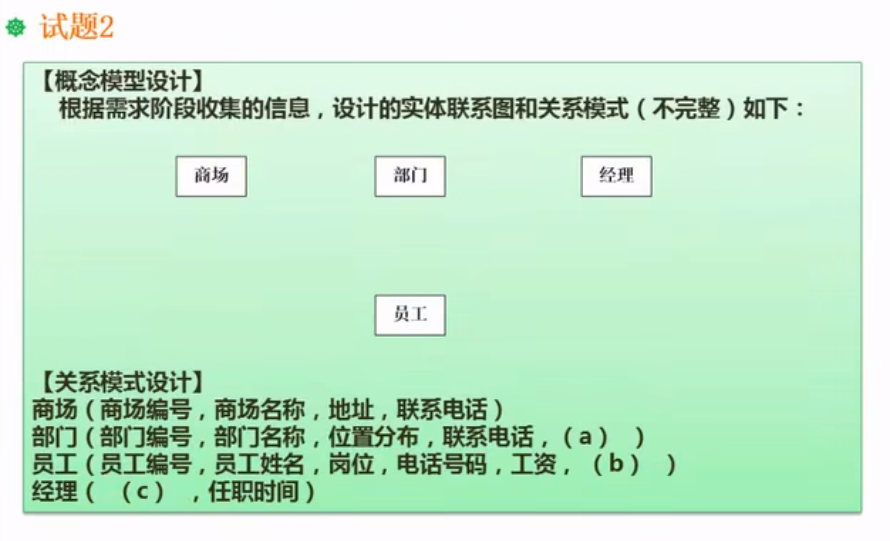 试题2
【概念模型设计】
根据需求阶段收集的信息，设计的实体联系图和关系模式（不完整）如下：
商场 部门 经理
员工
【关系模式设计】
商场（商场编号，商场名称，地址，联系电话）
部门（部门编号，部门名称，位置分布，联系电话，（a） ）
员工（员工编号，员工姓名，岗位，电话号码，工资， （b） ）
经理（ （c） ，任职时间）